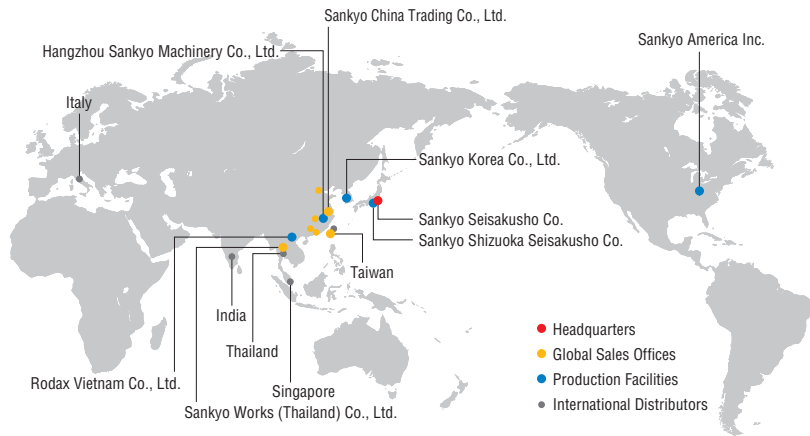 Sankyo China Trading Co., Ltd.
Hangzhou Sankyo Machinery Co., Ltd.
Sankyo America Inc.
Italy
Sankyo Korea Co., Ltd.
Sankyo Seisakusho Co.
Sankyo Shizuoka Seisakusho Co.
Taiwan
India
Thailand
Rodax Vietnam Co., Ltd.
Singapore
Sankyo Works (Thailand) Co., Ltd.
Headquarters
Global Sales Offices
Production Facilities
International Distributors